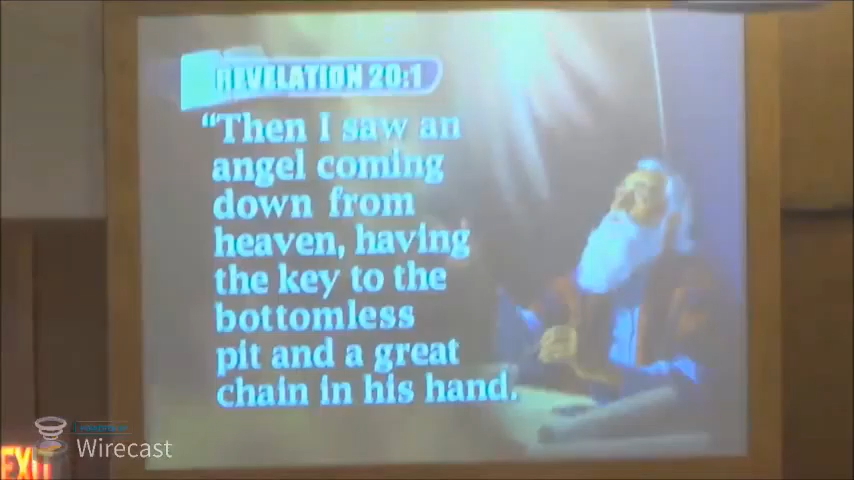 REVELATION 20:1
“Then I saw an
angel coming
down from
heaven, having
the key to the
bottomless
pit and a great
chain in his hand.
Wirecast
EXIT